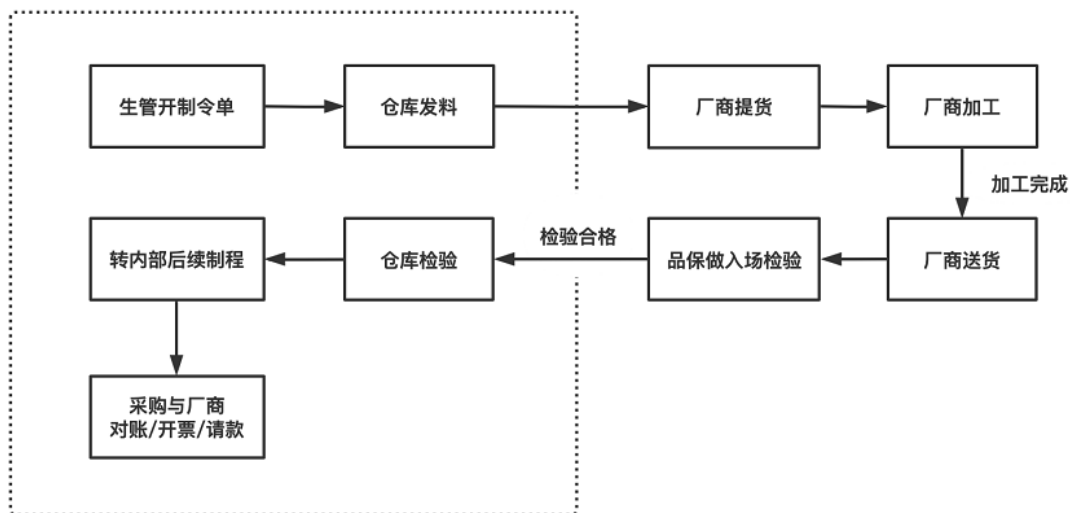 生管开制令单
仓库发料
厂商提货
厂商加工
加工完成
厂商送货
品保做入场检验
检验合格
仓库检验
转内部后续制程
采购与厂商
对账/开票/请款